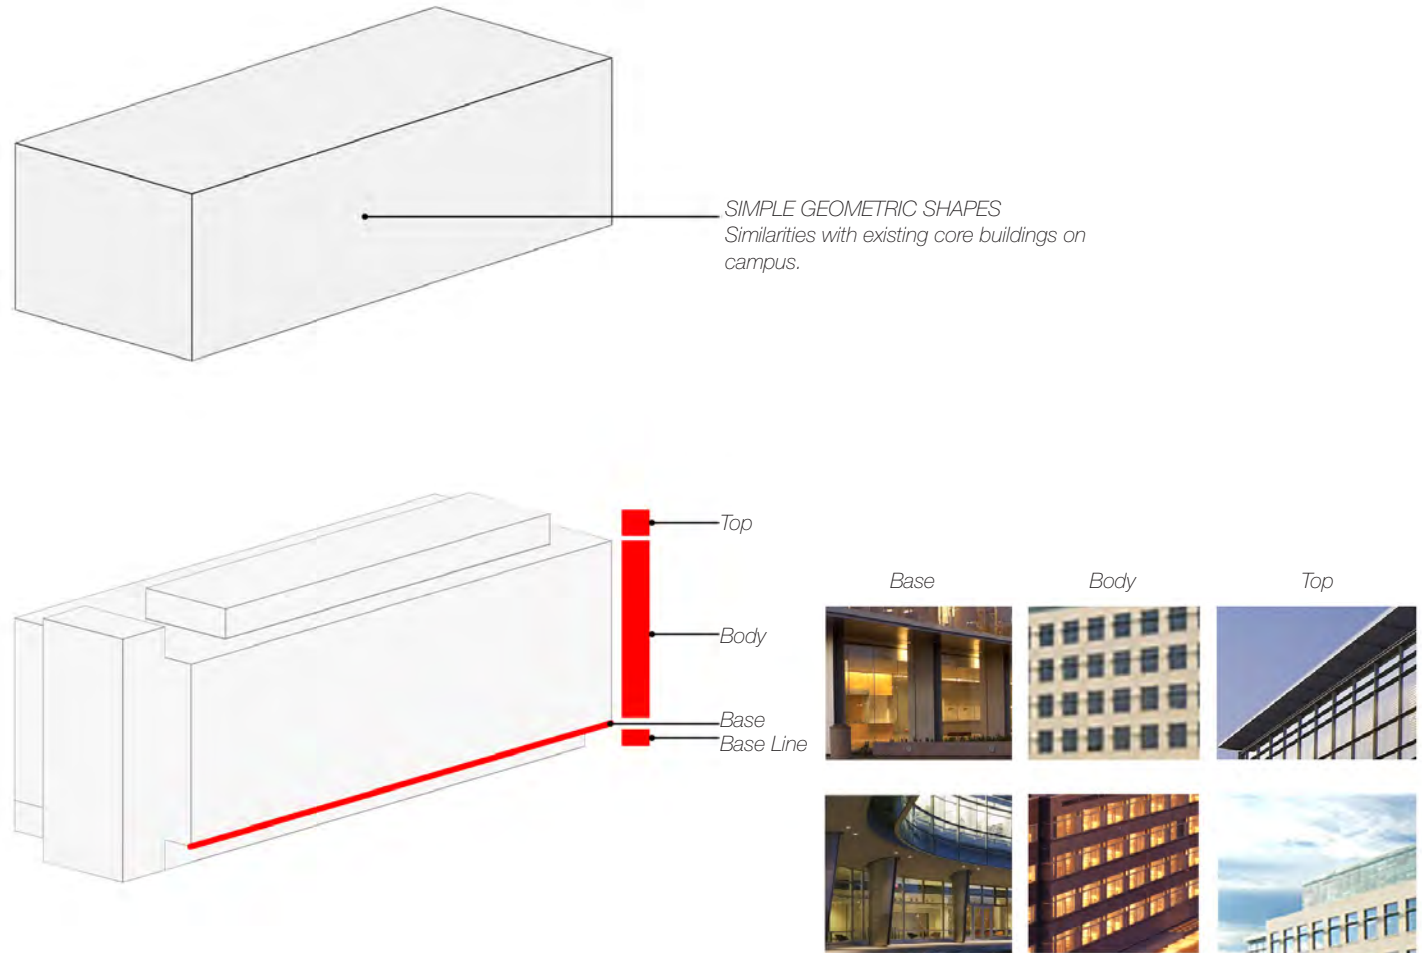 SIMPLE GEOMETRIC SHAPES
Similarities with existing core buildings on
campus.
Top
Body
Base
Base Line
Base
Body
Top